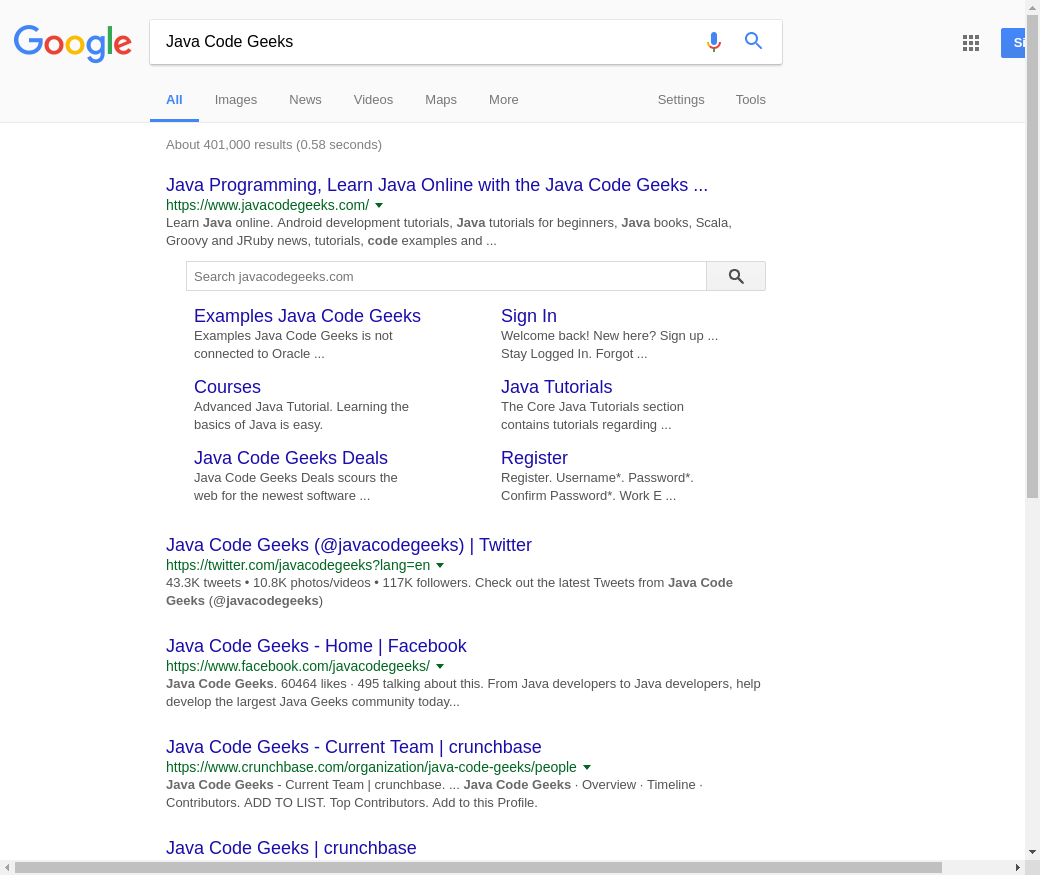 Google
Java Code Geeks
Si
All Images News Videos Maps More Settings Tools
About 401,000 results (0.58 seconds)
Java Programming, Learn Java Online with the Java Code Geeks ...
https://www.javacodegeeks.com/
Learn Java online. Android development tutorials, Java tutorials for beginners, Java books, Scala,
Groovy and JRuby news, tutorials, code examples and ...
Search javacodegeeks.com
Examples Java Code Geeks
Examples Java Code Geeks is not
connected to Oracle ...
Sign In
Welcome back! New here? Sign up ...
Stay Logged In. Forgot ...
Courses
Advanced Java Tutorial. Learning the
basics of Java is easy.
Java Tutorials
The Core Java Tutorials section
contains tutorials regarding ...
Java Code Geeks Deals
Java Code Geeks Deals scours the
web for the newest software ...
Register
Register. Username*. Password*.
Confirm Password*. Work E ...
Java Code Geeks (@javacodegeeks) | Twitter
https://twitter.com/javacodegeeks?lang=en
43.3K tweets • 10.8K photos/videos • 117K followers. Check out the latest Tweets from Java Code
Geeks (@javacodegeeks)
Java Code Geeks - Home | Facebook
https://www.facebook.com/javacodegeeks/
Java Code Geeks. 60464 likes · 495 talking about this. From Java developers to Java developers, help
develop the largest Java Geeks community today...
Java Code Geeks - Current Team | crunchbase
https://www.crunchbase.com/organization/java-code-geeks/people
Java Code Geeks - Current Team | crunchbase. ... Java Code Geeks · Overview · Timeline ·
Contributors. ADD TO LIST. Top Contributors. Add to this Profile.
Java Code Geeks | crunchbase